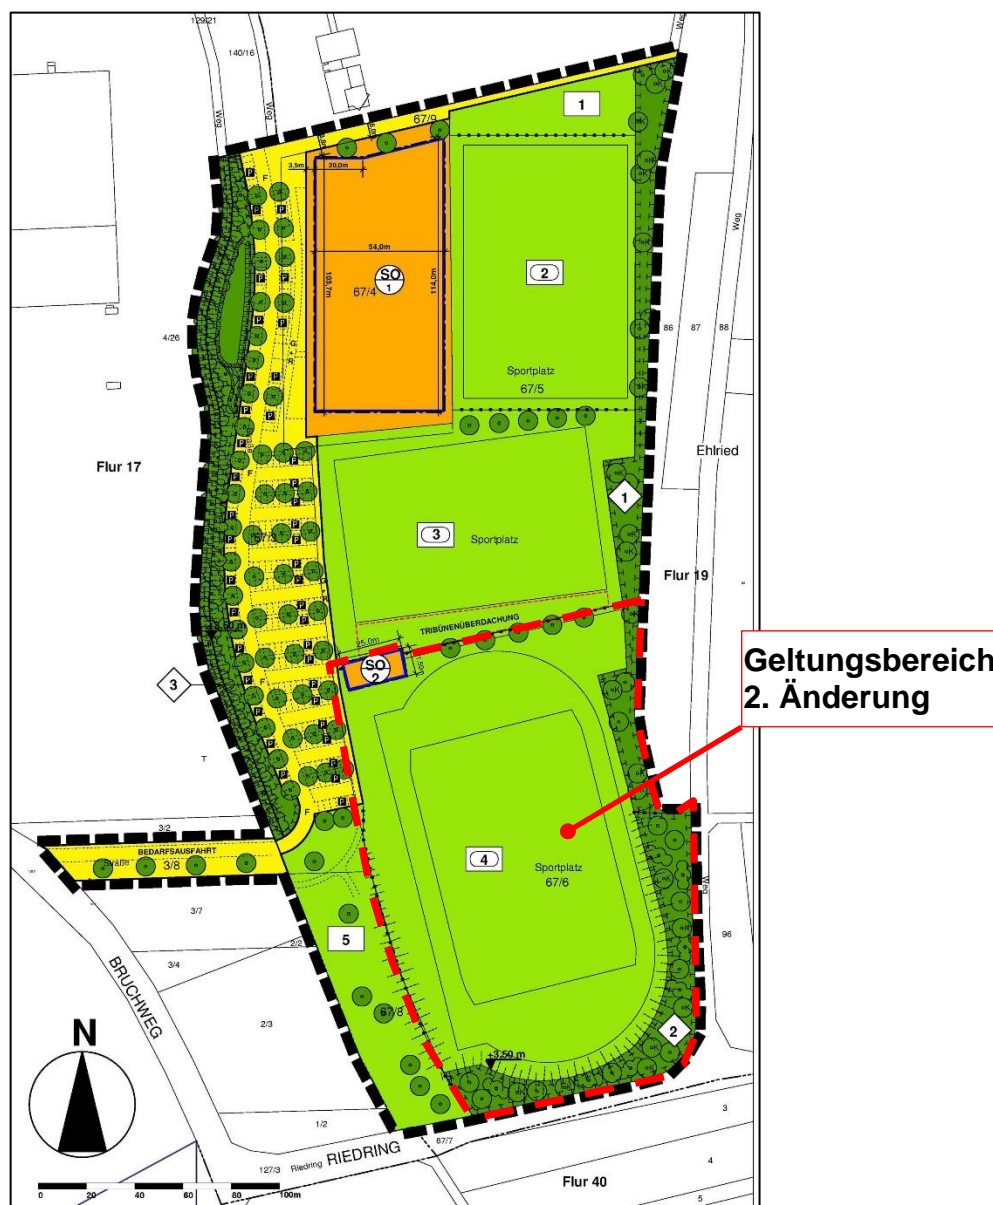 129/21
140/16
Weg
Weg
Weg
67/9
1
3,5m
20,0m
54,0m
105,7m
114,0m
SO
1
67/4
2
Sportplatz
67/5
86
87
88
Weg
4/26
F
G
R
Flur 17
Ehlried
1
3
Sportplatz
Flur 19
TRIBÜNENÜBERDACHUNG
25,0m
SO
2
3
F
Geltungsbereich
2. Änderung
T
F
3/2
BEDARFSAUSFAHRT
Straße
3/8
4
Sportplatz
67/6
Weg
96
3/7
2/2
5
3/4
BRUCHWEG
2/3
67/8
2
+3,50 m
N
1/2
67/7
127/3
Riedring
RIEDRING
3
4
5
Flur 40
0 20 40 60 80 100m